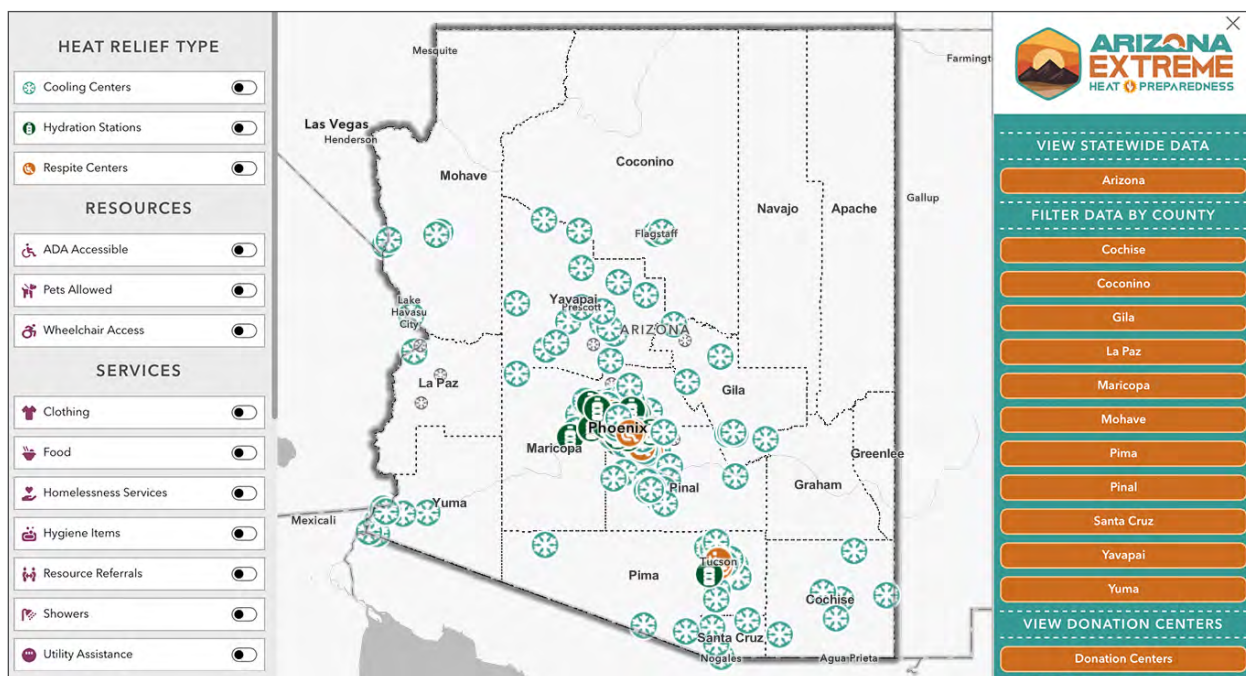 HEAT RELIEF TYPE
Cooling Centers
Hydration Stations
Respite Centers
RESOURCES
ADA Accessible
Pets Allowed
Wheelchair Access
SERVICES
Clothing
Food
Homelessness Services
Hygiene Items
Resource Referrals
Showers
Utility Assistance
Mesquite
Farmingt
Las Vegas
Henderson
Coconino
Mohave
Navajo
Apache
Gallup
Flagstaff
Lake
Havasu
City
Yavapai
Prescott
ARIZONA
La Paz
Gila
Phoenix
Maricopa
Greenlee
Pinal
Graham
Yuma
Mexicali
Tucson
Pima
Cochise
Santa Cruz
Nogales
Agua Prieta
ARIZONA
EXTREME
HEAT PREPAREDNESS
VIEW STATEWIDE DATA
Arizona
FILTER DATA BY COUNTY
Cochise
Coconino
Gila
La Paz
Maricopa
Mohave
Pima
Pinal
Santa Cruz
Yavapai
Yuma
VIEW DONATION CENTERS
Donation Centers